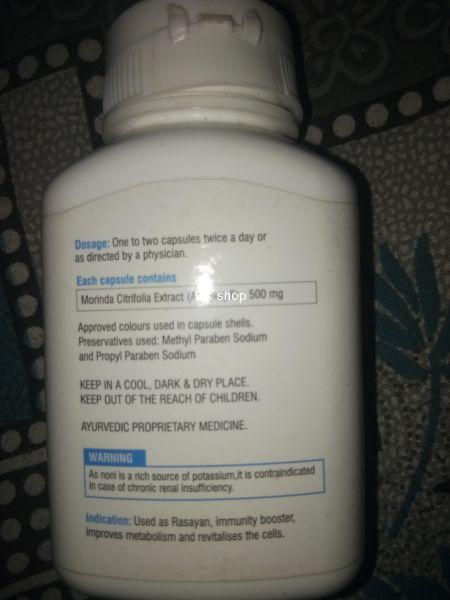 Dosage: One to two capsules twice a day or
as directed by a physician.
Each capsule contains
Morinda Citrifolia Extract shop 500 mg
Approved colours used in capsule shells.
Preservatives used: Methyl Paraben Sodium
and Propyl Paraben Sodium
KEEP IN A COOL, DARK & DRY PLACE.
KEEP OUT OF THE REACH OF CHILDREN.
AYURVEDIC PROPRIETARY MEDICINE.
WARNING
As noni is a rich source of potassium,it is contraindicated
in case of chronic renal insufficiency.
Indication: Used as Rasayan, immunity booster,
improves metabolism and revitalises the cells.